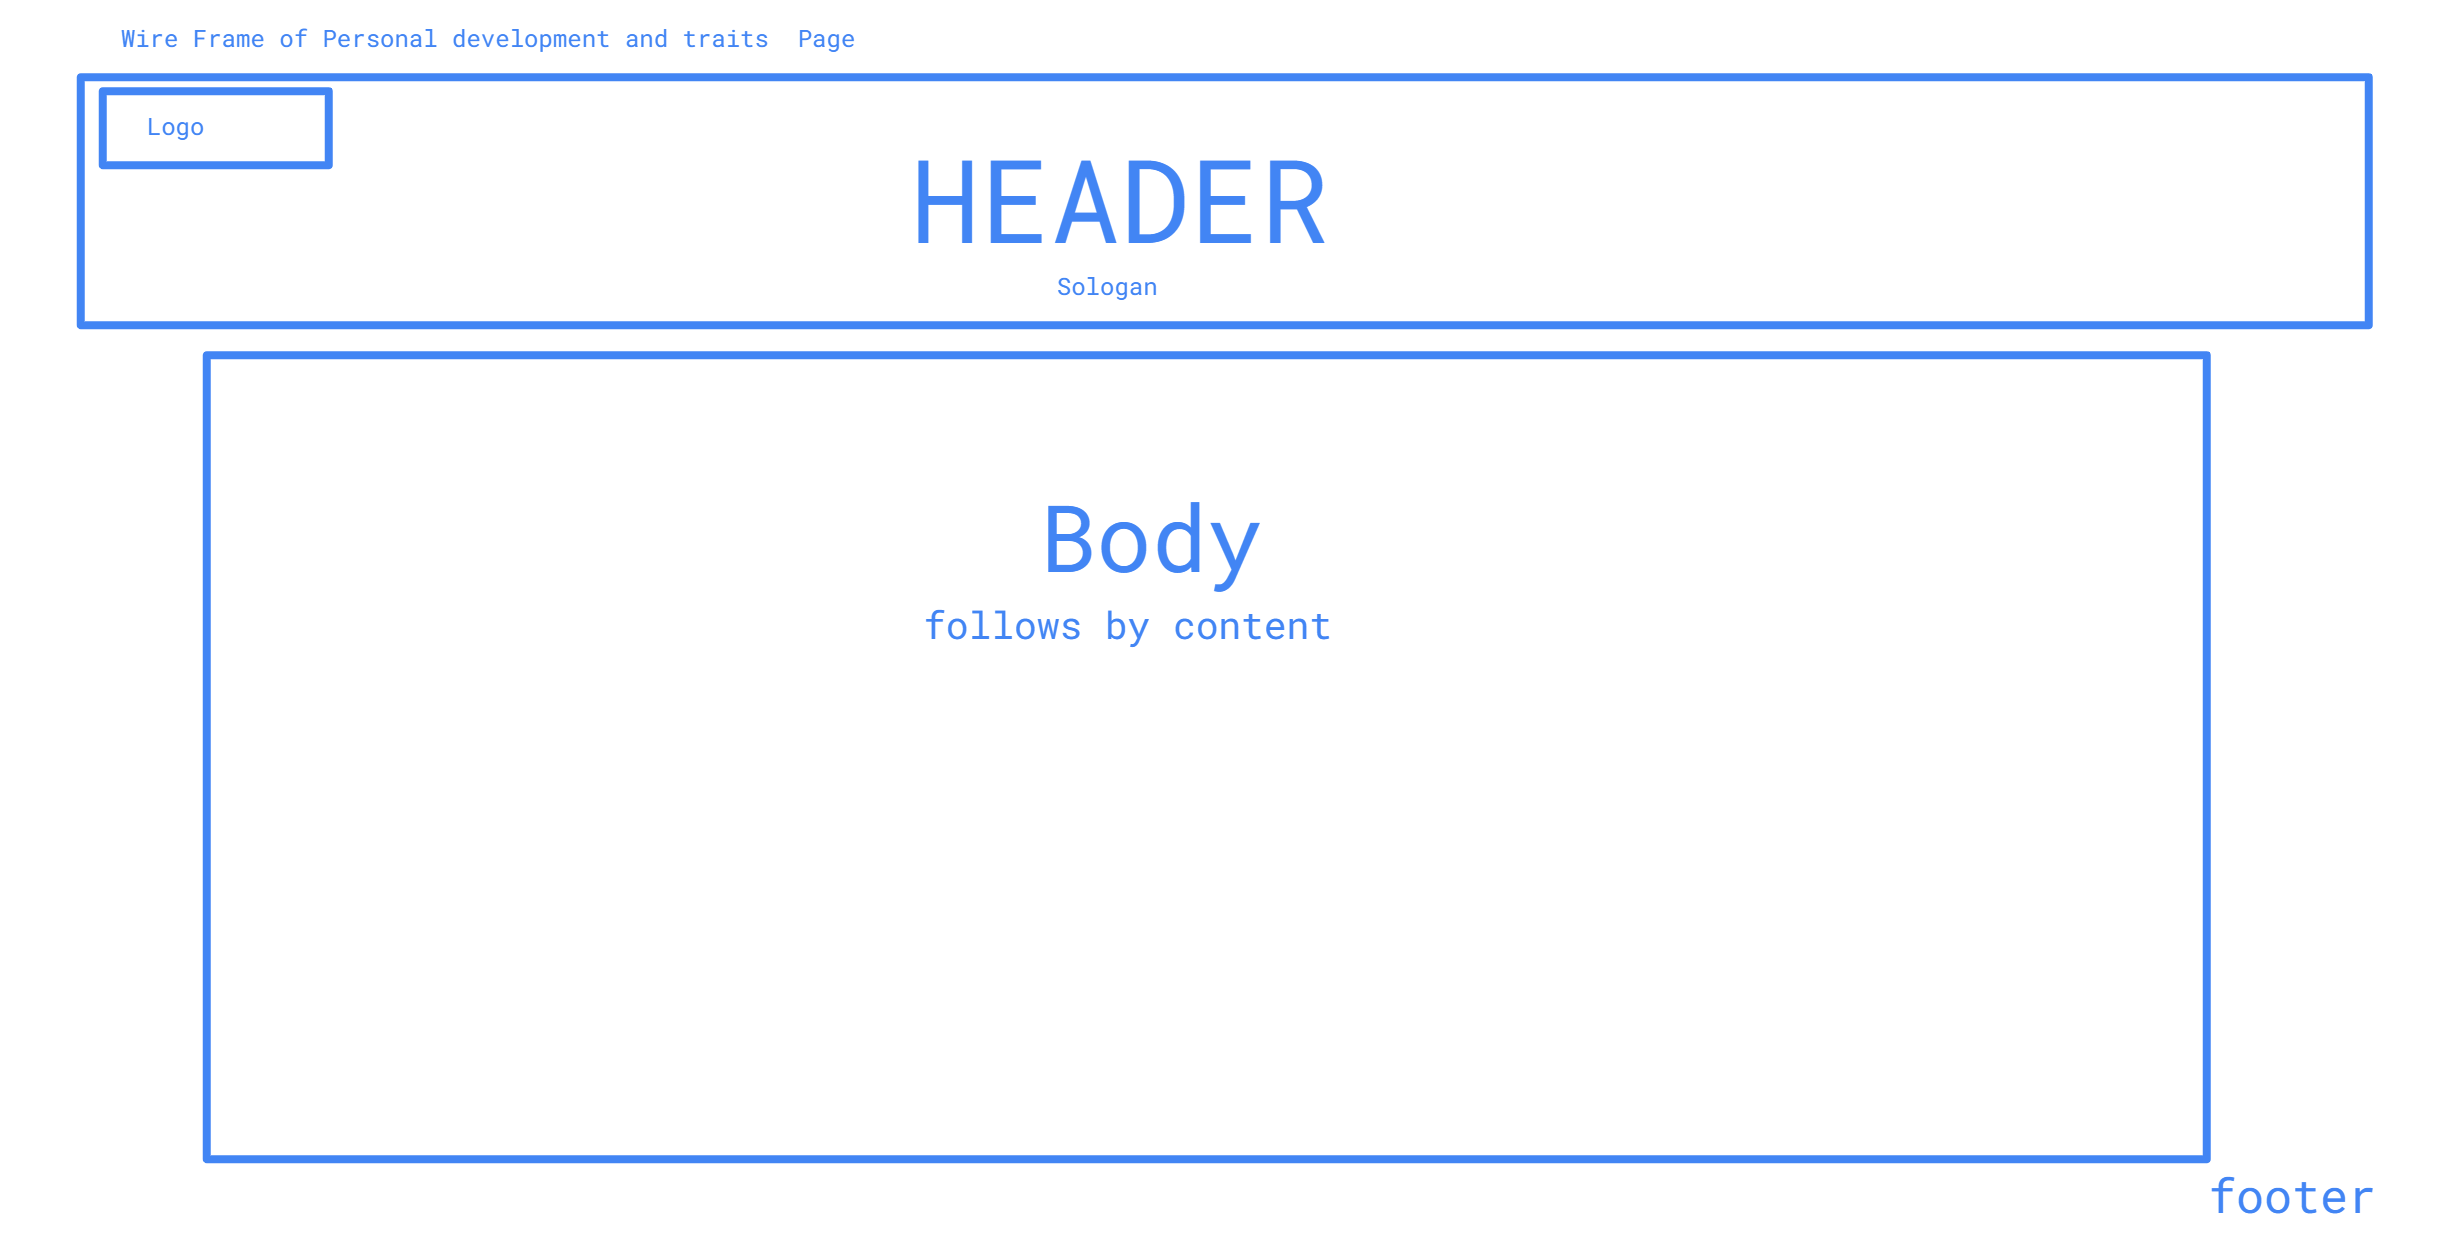 Wire Frame of Personal development and traits  Page
Logo
HEADER
Sologan
Body
follows by content
footer